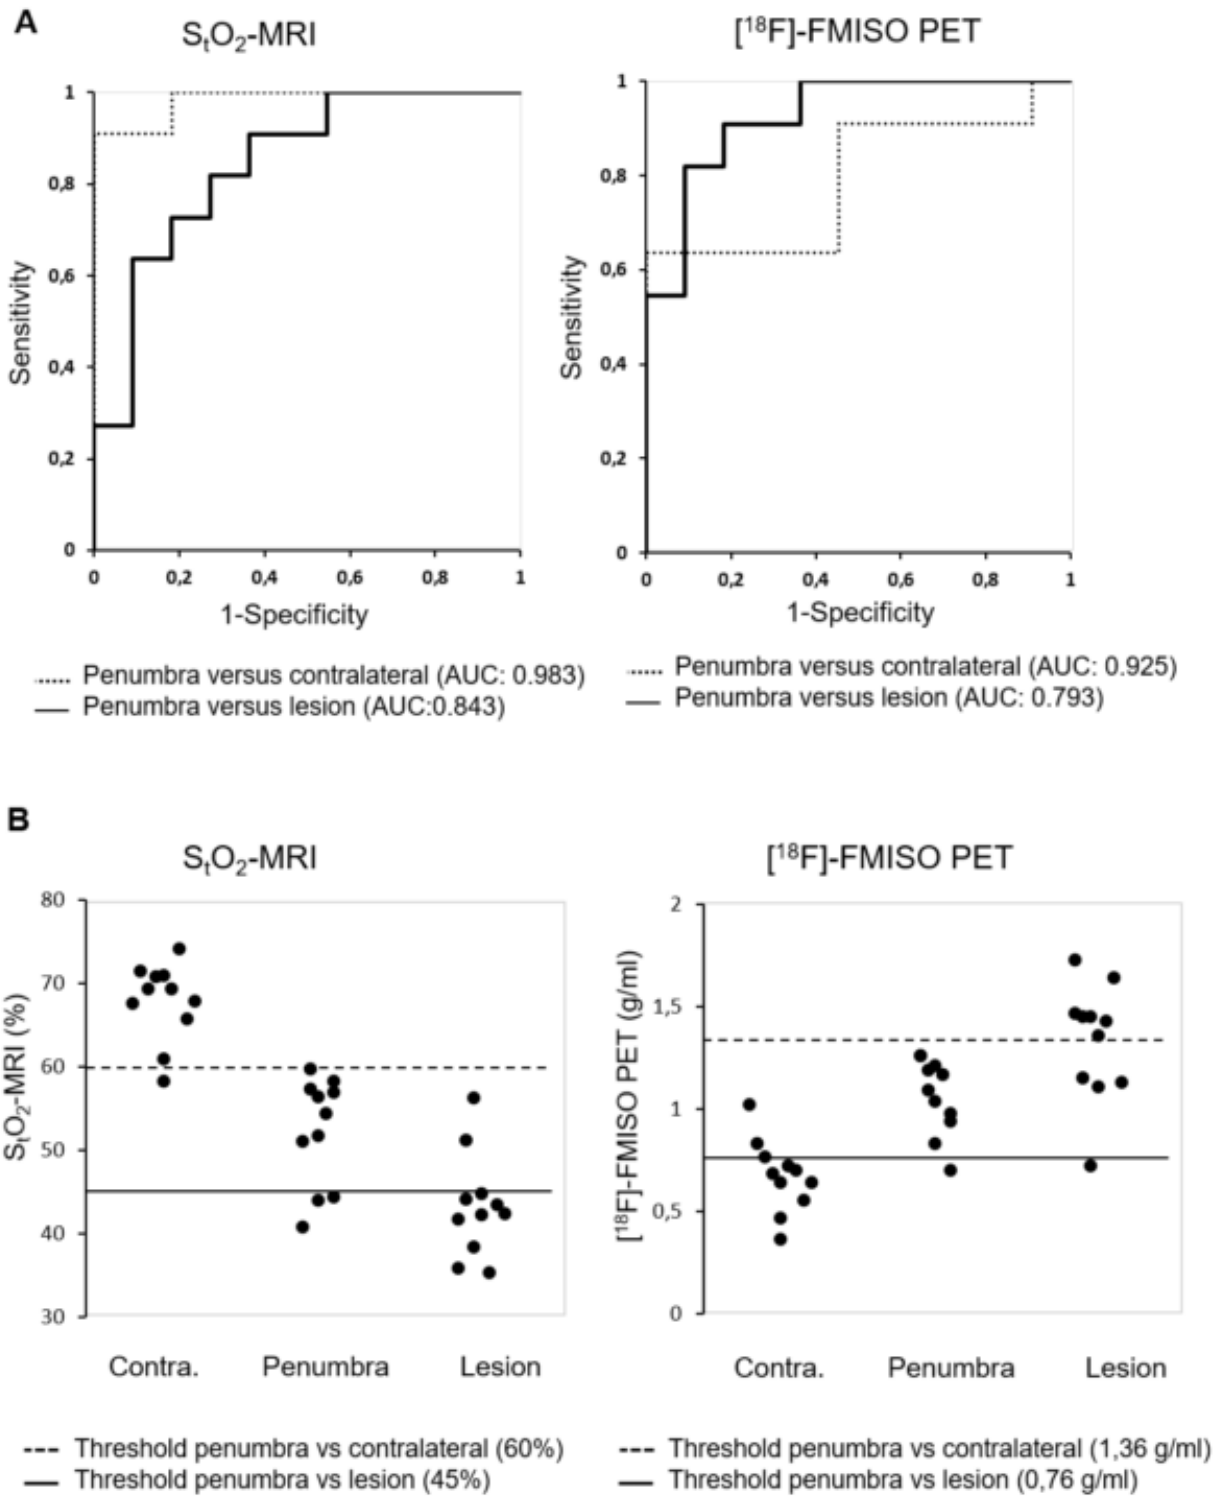 A
StO2-MRI
[18F]-FMISO PET
1
0,8
0,6
0,4
0,2
0
Sensitivity
0 0,2 0,4 0,6 0,8 1
1-Specificity
1
0,8
0,6
0,4
0,2
0
Sensitivity
0 0,2 0,4 0,6 0,8 1
1-Specificity
Penumbra versus contralateral (AUC: 0.983)
Penumbra versus lesion (AUC:0.843)
Penumbra versus contralateral (AUC: 0.925)
Penumbra versus lesion (AUC: 0.793)
B
StO2-MRI
[18F]-FMISO PET
80
70
60
50
40
30
StO2-MRI (%)
Contra. Penumbra Lesion
2
1,5
1
0,5
0
[18F]-FMISO PET (g/ml)
Contra. Penumbra Lesion
Threshold penumbra vs contralateral (60%)
Threshold penumbra vs lesion (45%)
Threshold penumbra vs contralateral (1,36 g/ml)
Threshold penumbra vs lesion (0,76 g/ml)